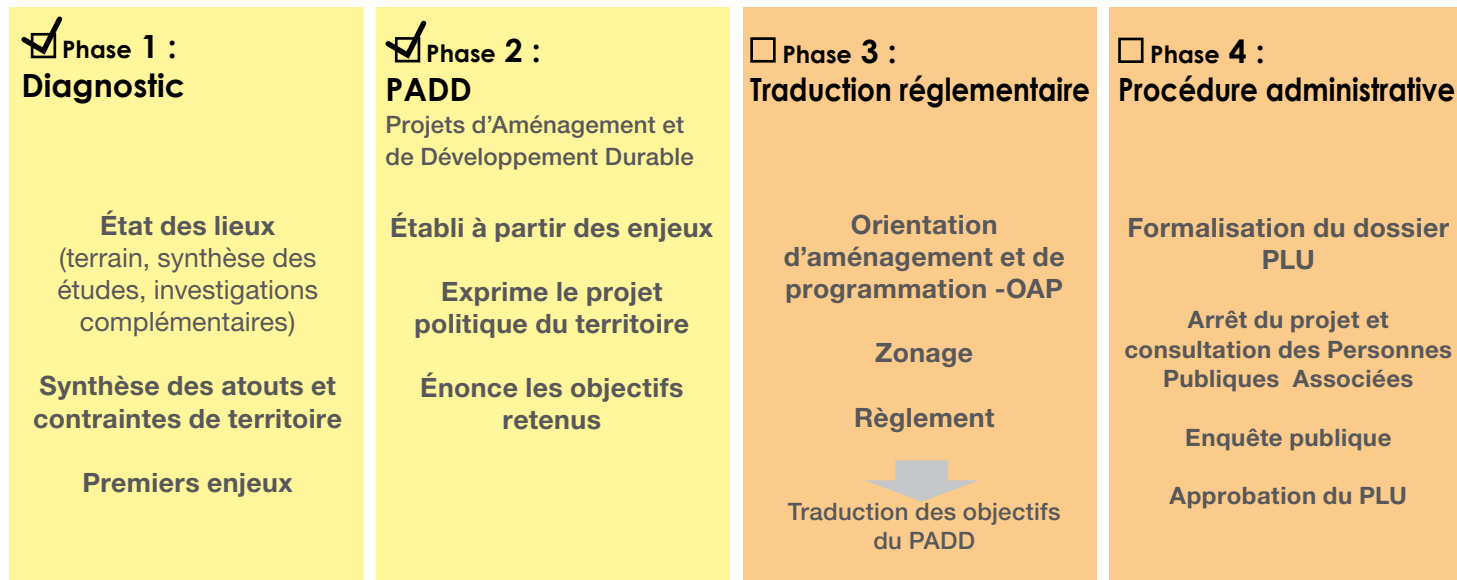 Phase 1 :
Diagnostic
État des lieux
(terrain, synthèse des
études, investigations
complémentaires)
Synthèse des atouts et
contraintes de territoire
Premiers enjeux
Phase 2 :
PADD
Projets d'Aménagement et
de Développement Durable
Établi à partir des enjeux
Exprime le projet
politique du territoire
Énonce les objectifs
retenus
Phase 3 :
Traduction réglementaire
Orientation
d'aménagement et de
programmation -OAP
Zonage
Règlement
Traduction des objectifs
du PADD
Phase 4 :
Procédure administrative
Formalisation du dossier
PLU
Arrêt du projet et
consultation des Personnes
Publiques Associées
Enquête publique
Approbation du PLU